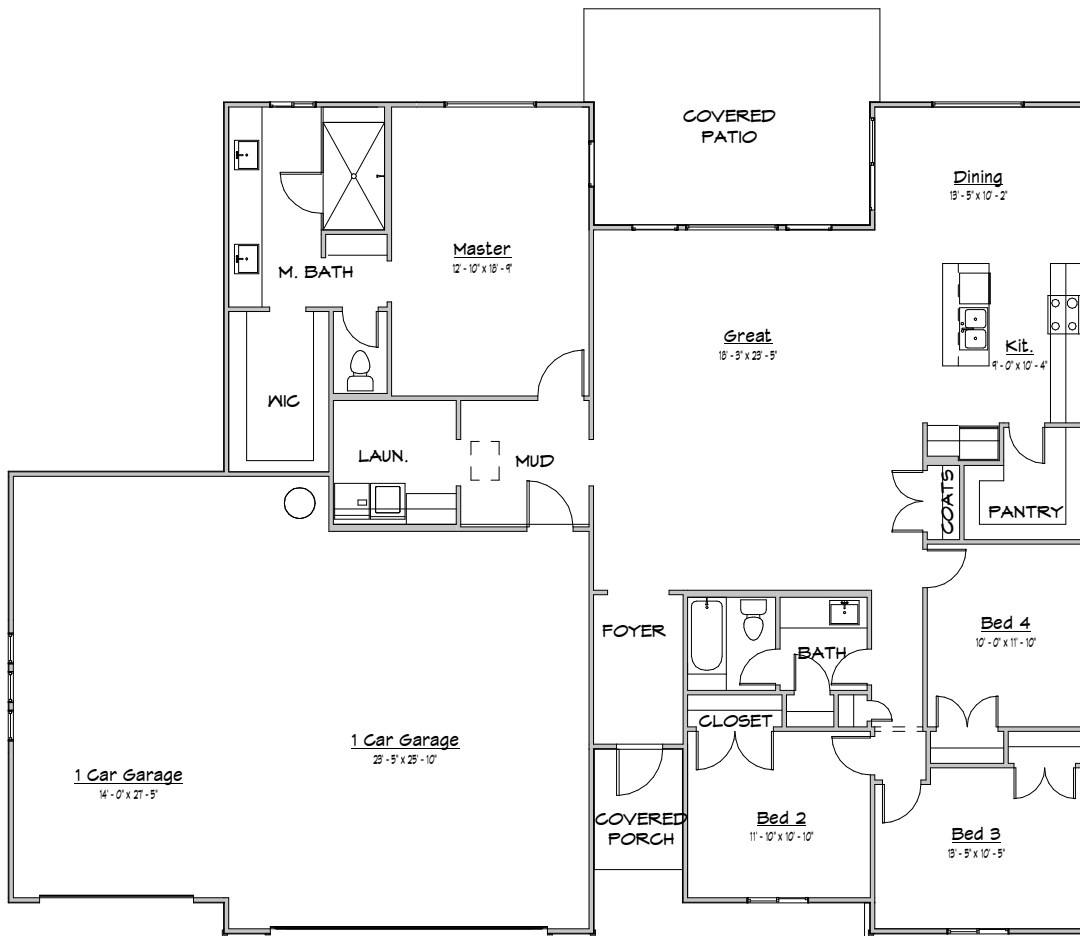 COVERED
PATIO
Dining
13' - 5" x 10' - 2"
Master
12' - 10" x 18' - 9"
M. BATH
Great
18' - 3" x 23' - 5"
Kit.
9' - 0" x 10' - 4"
WIC
LAUN.
MUD
COATS
PANTRY
FOYER
BATH
Bed 4
10' - 0" x 11' - 10"
CLOSET
1 Car Garage
23' - 5" x 25' - 10"
1 Car Garage
14' - 0" x 27' - 5"
COVERED
PORCH
Bed 2
11' - 10" x 10' - 10"
Bed 3
13' - 5" x 10' - 5"